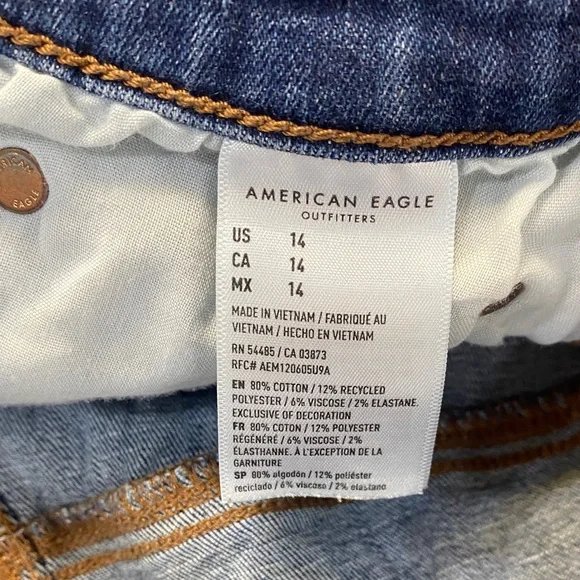 AMERICAN EAGLE
OUTFITTERS
US 14
CA 14
MX 14
MADE IN VIETNAM / FABRIQUÉ AU
VIETNAM / HECHO EN VIETNAM
RN 54485 / CA 03873
RFC# AEM120605U9A
EN 80% COTTON / 12% RECYCLED
POLYESTER / 6% VISCOSE / 2% ELASTANE.
EXCLUSIVE OF DECORATION
FR 80% COTON / 12% POLYESTER
RÉGÉNÉRÉ / 6% VISCOSE / 2%
ÉLASTHANNE. À L'EXCEPTION DE LA
GARNITURE
SP 80% algodón / 12% poliéster
reciclado / 6% viscosa / 2% elastano
EAGLE